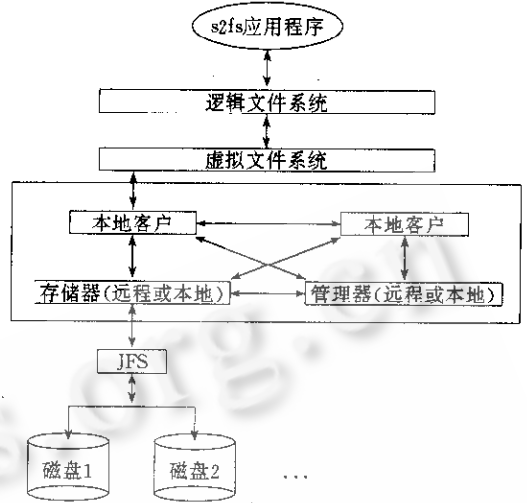 s2fs应用程序
逻辑文件系统
虚拟文件系统
本地客户
本地客户
存储器(远程或本地)
管理器(远程或本地)
JFS
磁盘1
磁盘2
...